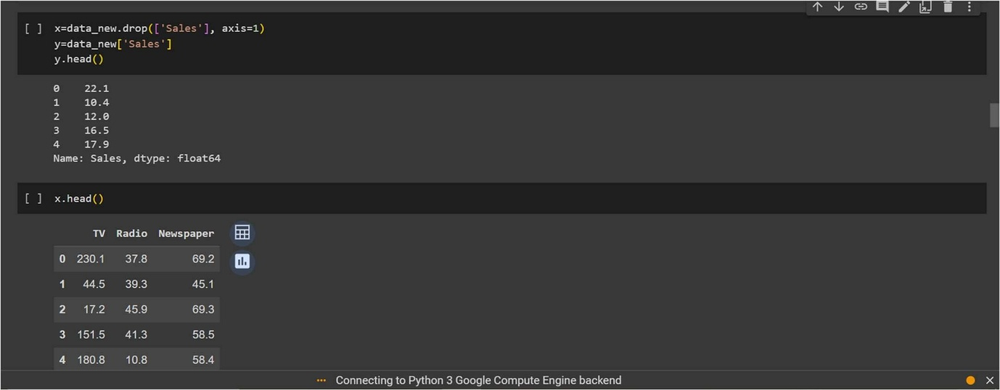 [ ] x=data_new.drop(['Sales'], axis=1)
y=data_new['Sales']
y.head()
0 22.1
1 10.4
2 12.0
3 16.5
4 17.9
Name: Sales, dtype: float64
[ ] x.head()
TV Radio Newspaper
0 230.1 37.8 69.2
1 44.5 39.3 45.1
2 17.2 45.9 69.3
3 151.5 41.3 58.5
4 180.8 10.8 58.4
••• Connecting to Python 3 Google Compute Engine backend